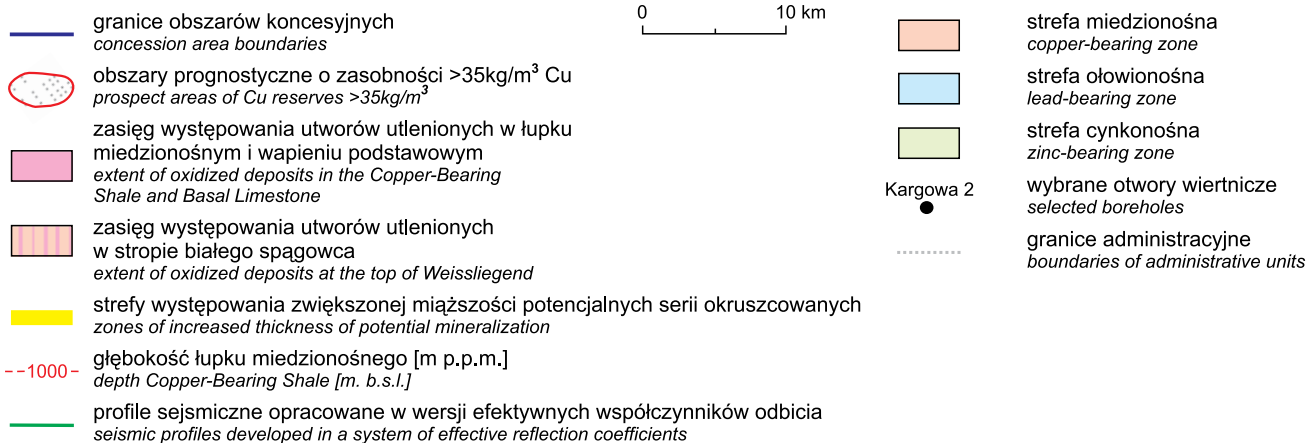 granice obszarów koncesyjnych
concession area boundaries
obszary prognostyczne o zasobności >35kg/m³ Cu
prospect areas of Cu reserves >35kg/m³
zasięg występowania utworów utlenionych w łupku
miedzionośnym i wapieniu podstawowym
extent of oxidized deposits in the Copper-Bearing
Shale and Basal Limestone
zasięg występowania utworów utlenionych
w stropie białego spągowca
extent of oxidized deposits at the top of Weissliegend
strefy występowania zwiększonej miąższości potencjalnych serii okruszcowanych
zones of increased thickness of potential mineralization
--1000-
głębokość łupku miedzionośnego [m p.p.m.]
depth Copper-Bearing Shale [m. b.s.l.]
profile sejsmiczne opracowane w wersji efektywnych współczynników odbicia
seismic profiles developed in a system of effective reflection coefficients
0 10 km
strefa miedzionośna
copper-bearing zone
strefa ołowionośna
lead-bearing zone
strefa cynkonośna
zinc-bearing zone
Kargowa 2
wybrane otwory wiertnicze
selected boreholes
granice administracyjne
boundaries of administrative units